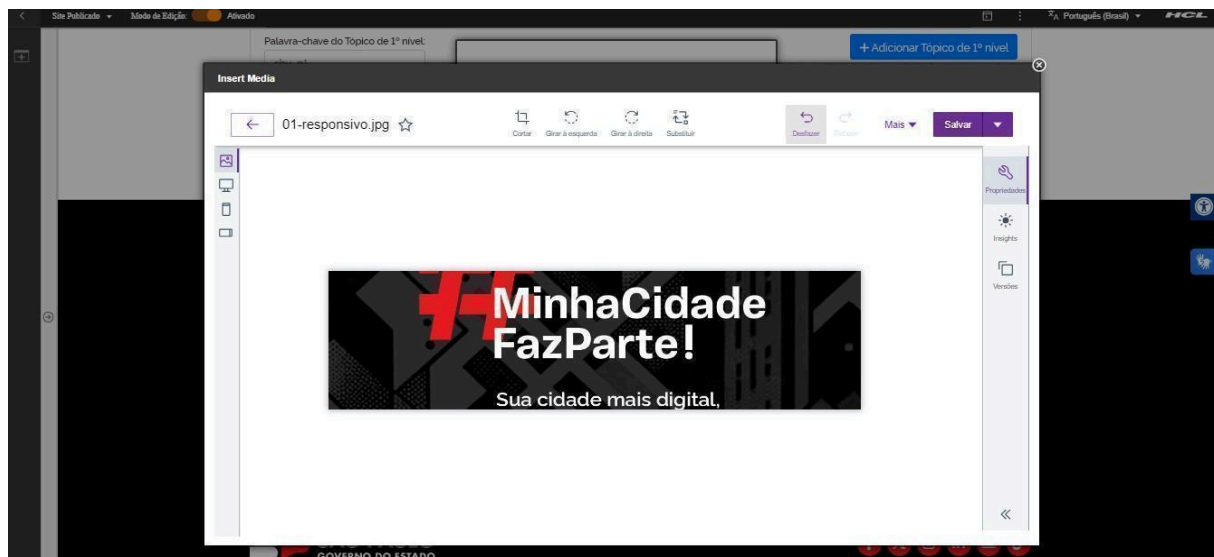 Site Publicado
Modo de Edição:
Ativado
Português (Brasil)
HCL
Palavra-chave do Tópico de 1º nível:
+ Adicionar Tópico de 1º nível
Insert Media
01-responsivo.jpg
Cortar
Girar à esquerda
Girar à direita
Substituir
Desfazer
Mais
Salvar
Propriedades
Insights
Versões
#MinhaCidade
FazParte!
Sua cidade mais digital,
GOVERNO DO ESTADO